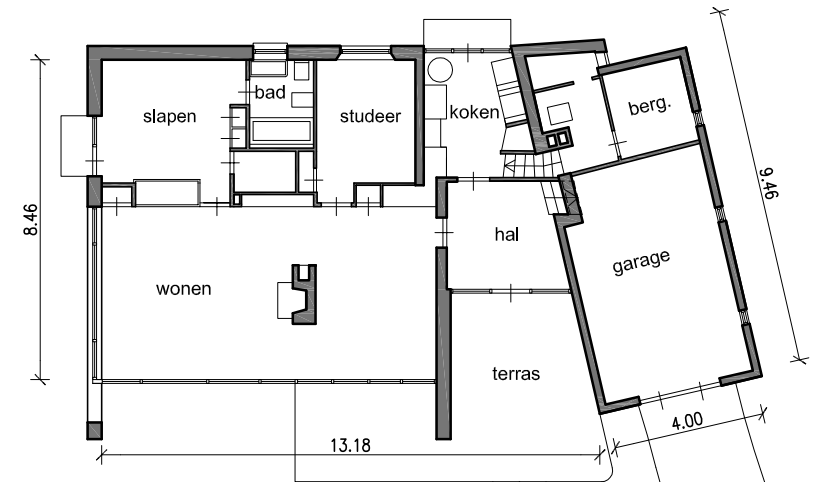 slapen
bad
studeer
koken
berg.
8.46
9.46
hal
garage
wonen
terras
13.18
4.00